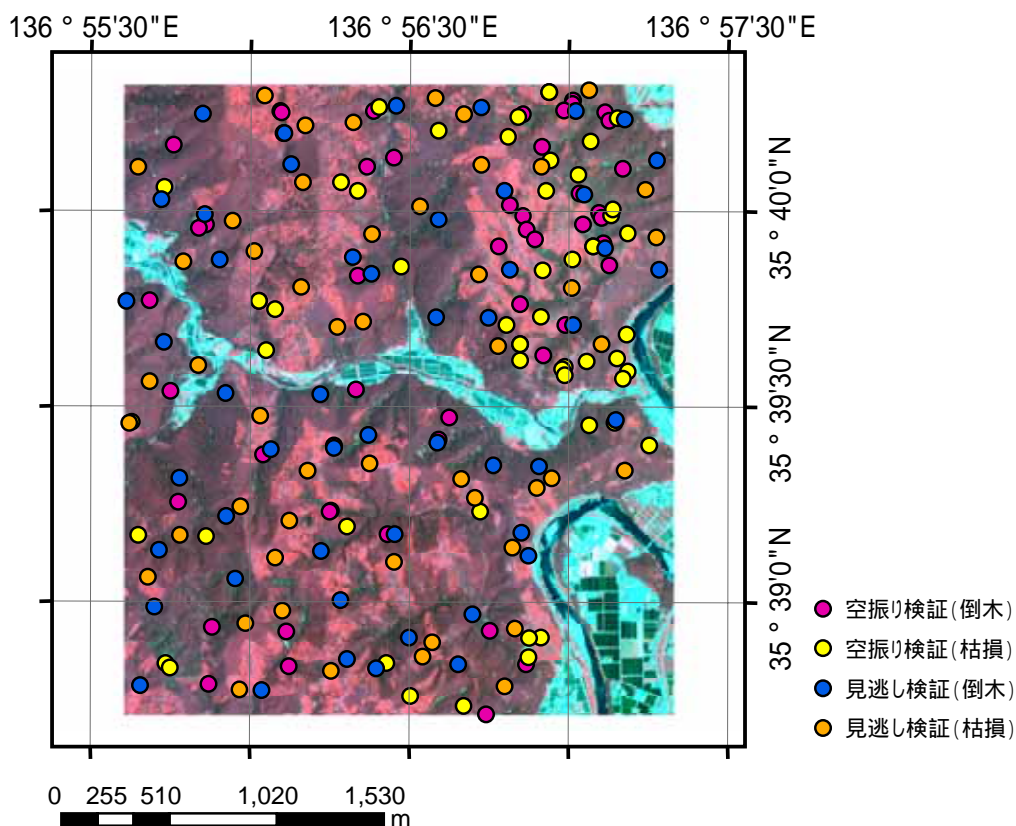 136 ° 55'30"E 136 ° 56'30"E 136 ° 57'30"E
35 ° 40'0"N
35 ° 39'30"N
35 ° 39'0"N
空振り検証(倒木)
空振り検証(枯損)
見逃し検証(倒木)
見逃し検証(枯損)
0 255 510 1,020 1,530
m